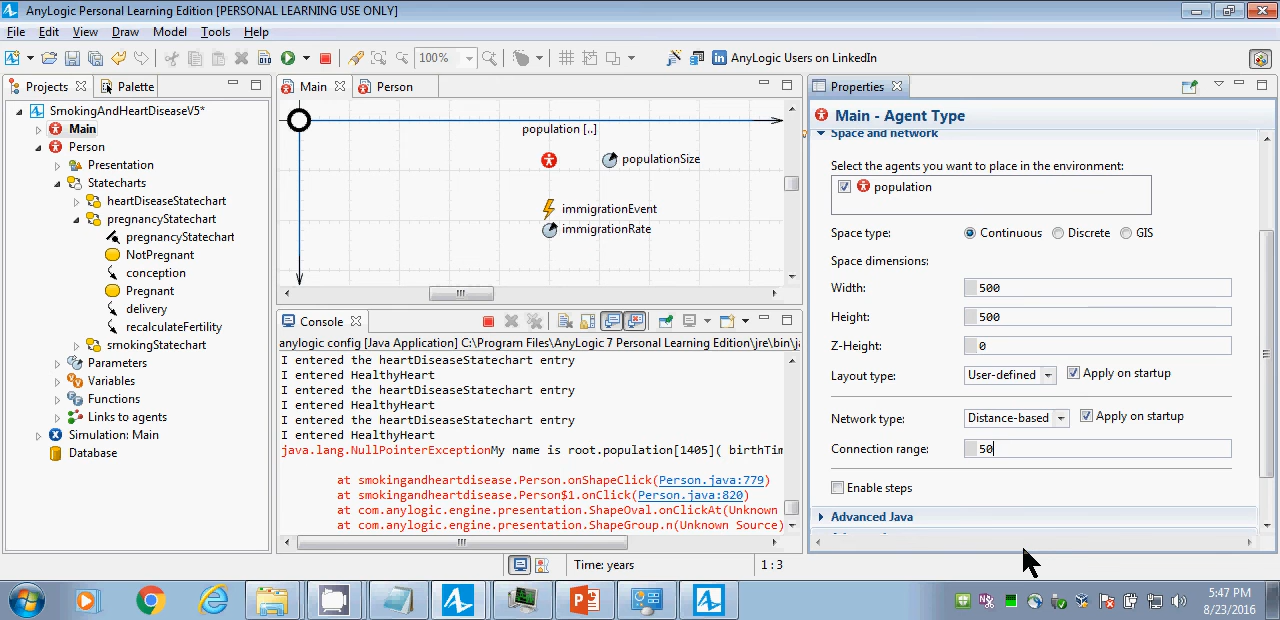 AnyLogic Personal Learning Edition [PERSONAL LEARNING USE ONLY]
File Edit View Draw Model Tools Help
100% AnyLogic Users on LinkedIn
Projects Palette
SmokingAndHeartDiseaseV5*
Main
Person
Presentation
Statecharts
heartDiseaseStatechart
pregnancyStatechart
pregnancyStatechart
NotPregnant
conception
Pregnant
delivery
recalculateFertility
smokingStatechart
Parameters
Variables
Functions
Links to agents
Simulation: Main
Database
Main Person
population [..]
populationSize
immigrationEvent
immigrationRate
Console
anylogic config [Java Application] C:\Program Files\AnyLogic 7 Personal Learning Edition\jre\bin\j
I entered the heartDiseaseStatechart entry
I entered HealthyHeart
I entered the heartDiseaseStatechart entry
I entered HealthyHeart
I entered the heartDiseaseStatechart entry
I entered HealthyHeart
java.lang.NullPointerExceptionMy name is root.population[1405]( birthTim
at smokingandheartdisease.Person.onShapeClick(Person.java:779)
at smokingandheartdisease.Person$1.onClick(Person.java:820)
at com.anylogic.engine.presentation.ShapeOval.onClickAt(Unknown
at com.anylogic.engine.presentation.ShapeGroup.n(Unknown Source)
Properties
Main - Agent Type
Space and network
Select the agents you want to place in the environment:
population
Space type: Continuous Discrete GIS
Space dimensions:
Width: 500
Height: 500
Z-Height: 0
Layout type: User-defined Apply on startup
Network type: Distance-based Apply on startup
Connection range: 50
Enable steps
Advanced Java
Time: years 1 : 3
5:47 PM
8/23/2016